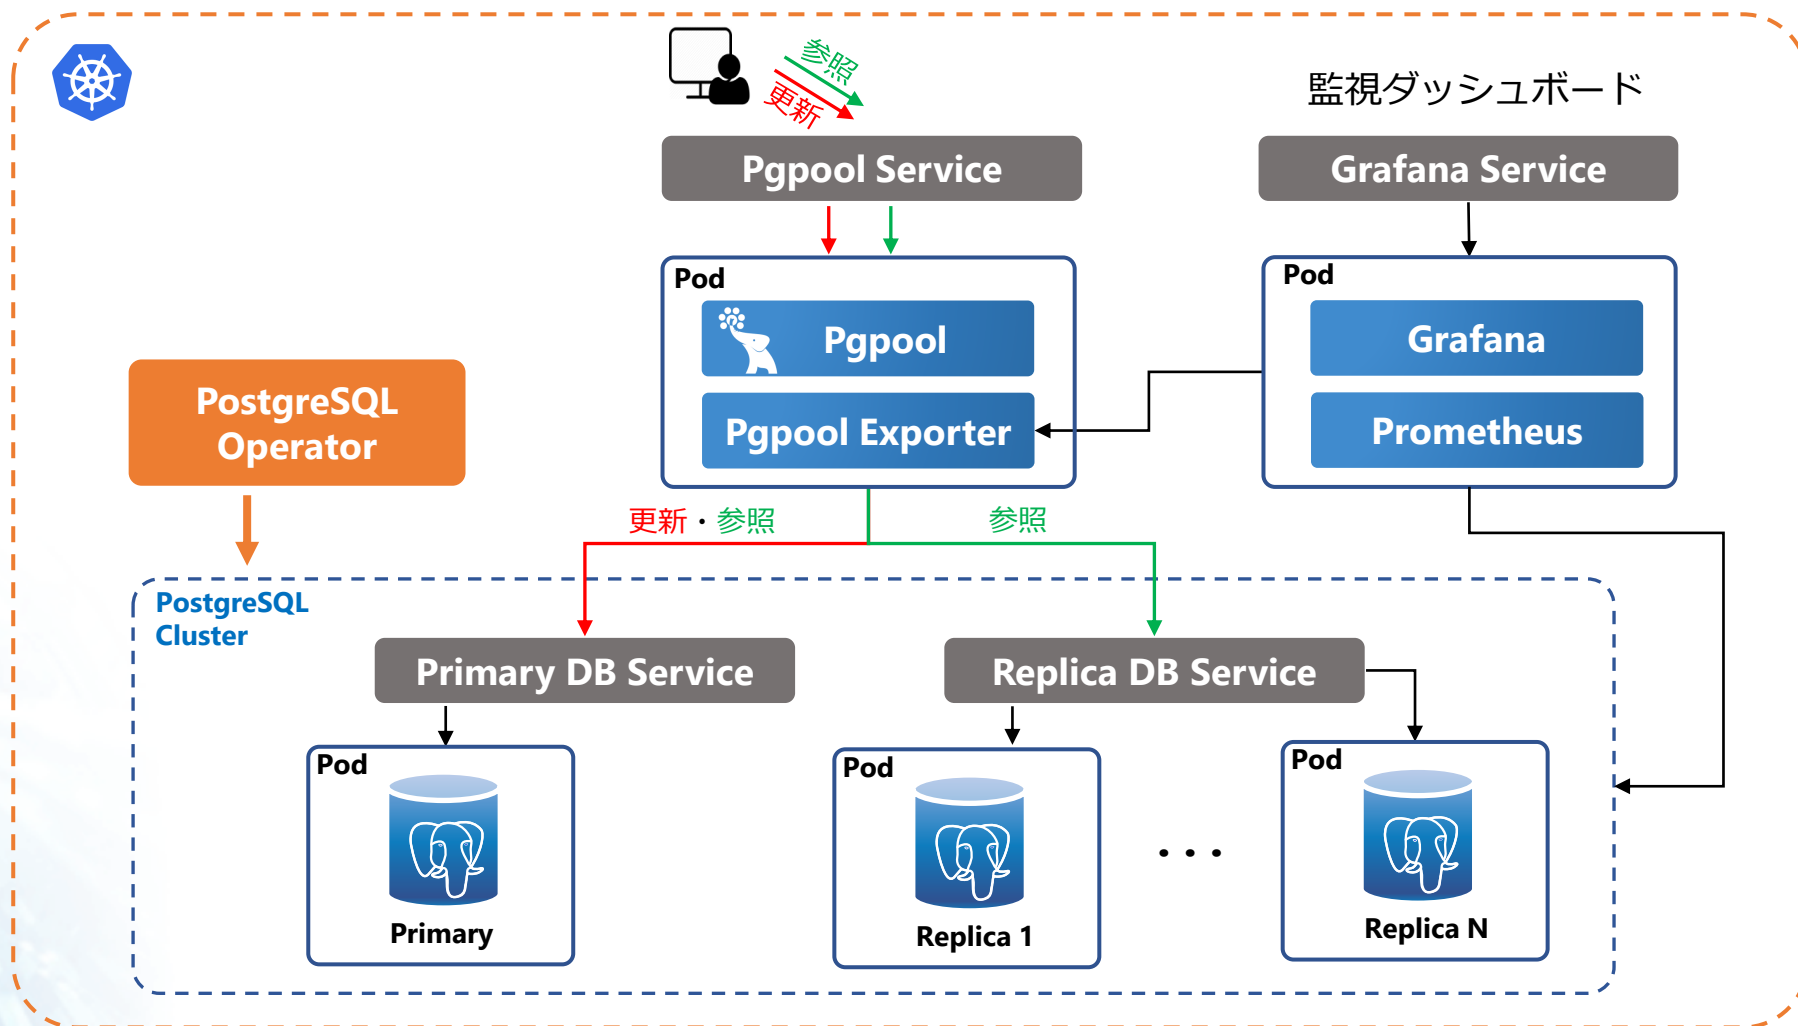 参照
更新
監視ダッシュボード
Pgpool Service
Grafana Service
Pod
Pgpool
Pgpool Exporter
Pod
Grafana
Prometheus
PostgreSQL
Operator
更新・参照
参照
PostgreSQL
Cluster
Primary DB Service
Replica DB Service
Pod
Primary
Pod
Replica 1
・・・
Pod
Replica N